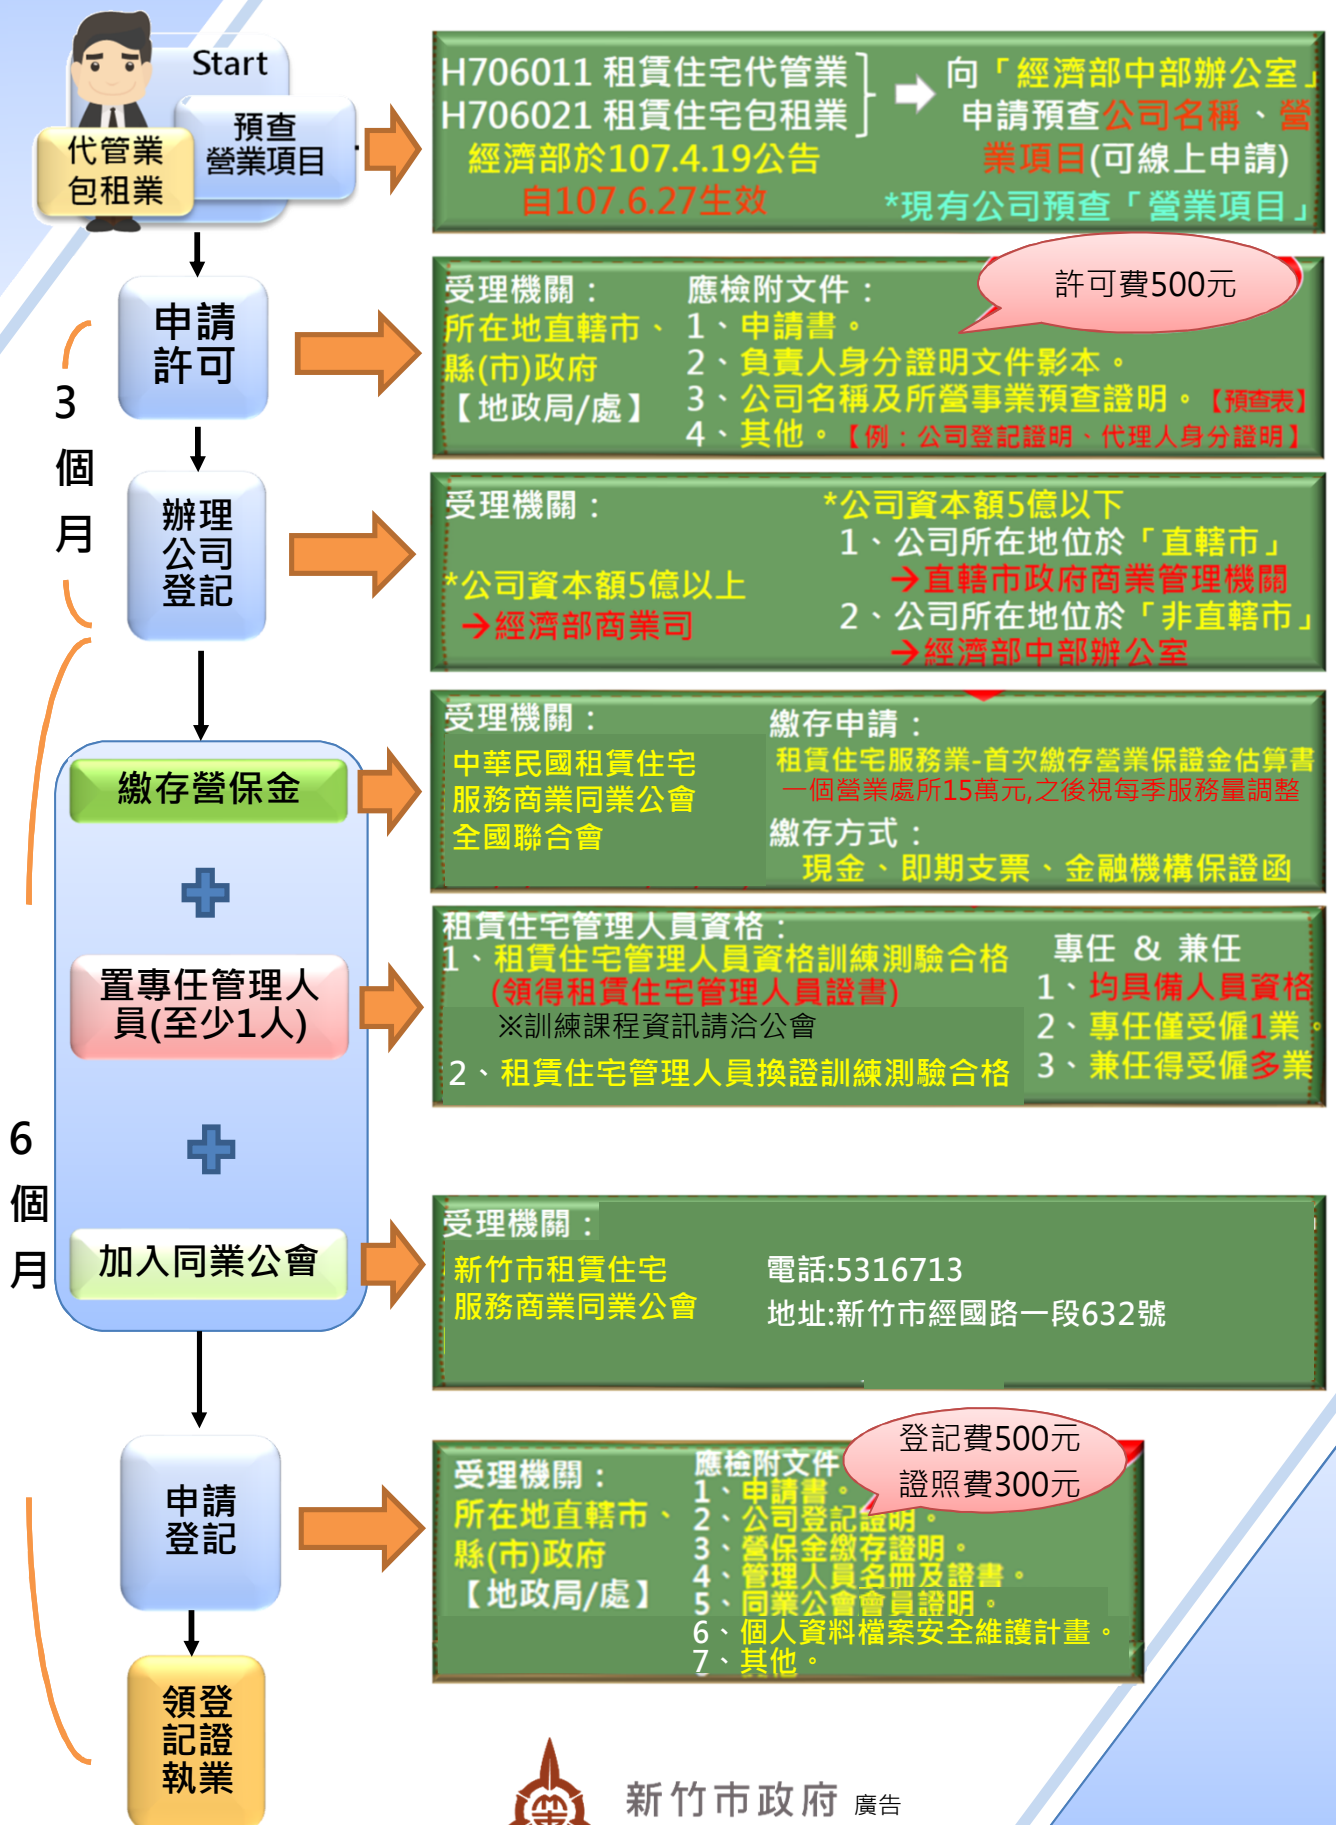 Start
預查
營業項目
代管業
包租業
H706011 租賃住宅代管業
H706021 租賃住宅包租業
經濟部於107.4.19公告
自107.6.27生效
向「經濟部中部辦公室」
申請預查公司名稱、營
業項目(可線上申請)
*現有公司預查「營業項目」
3
個
月
申請
許可
受理機關：
所在地直轄市、
縣(市)政府
【地政局/處】
應檢附文件：
1、申請書。
2、負責人身分證明文件影本。
3、公司名稱及所營事業預查證明。【預查表】
4、其他。【例：公司登記證明、代理人身分證明】
許可費500元
辦理
公司
登記
受理機關：
*公司資本額5億以上
→經濟部商業司
*公司資本額5億以下
1、公司所在地位於「直轄市」
→直轄市政府商業管理機關
2、公司所在地位於「非直轄市」
→經濟部中部辦公室
6
個
月
繳存營保金
受理機關：
中華民國租賃住宅
服務商業同業公會
全國聯合會
繳存申請：
租賃住宅服務業-首次繳存營業保證金估算書
一個營業處所15萬元,之後視每季服務量調整
繳存方式：
現金、即期支票、金融機構保證函
置專任管理人
員(至少1人)
租賃住宅管理人員資格：
1、租賃住宅管理人員資格訓練測驗合格
(領得租賃住宅管理人員證書)
※訓練課程資訊請洽公會
2、租賃住宅管理人員換證訓練測驗合格
專任 & 兼任
1、均具備人員資格
2、專任僅受僱1業。
3、兼任得受僱多業
加入同業公會
受理機關：
新竹市租賃住宅
服務商業同業公會
電話:5316713
地址:新竹市經國路一段632號
申請
登記
受理機關：
所在地直轄市、
縣(市)政府
【地政局/處】
應檢附文件
1、申請書。
2、公司登記證明。
3、營保金繳存證明。
4、管理人員名冊及證書。
5、同業公會會員證明。
6、個人資料檔案安全維護計畫。
7、其他。
登記費500元
證照費300元
領登
記證
執業
新竹市政府 廣告